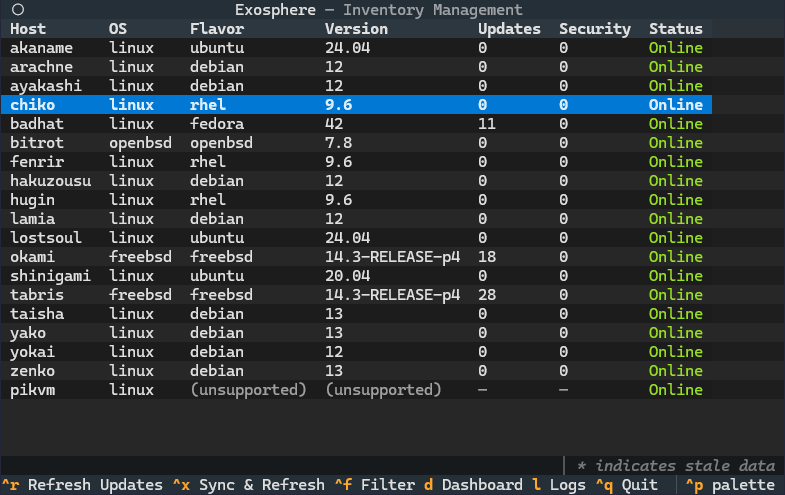 Exosphere — Inventory Management
Host OS Flavor Version Updates Security Status
akaname linux ubuntu 24.04 0 0 Online
arachne linux debian 12 0 0 Online
ayakashi linux debian 12 0 0 Online
chiko linux rhel 9.6 0 0 Online
badhat linux fedora 42 11 0 Online
bitrot openbsd openbsd 7.8 0 0 Online
fenrir linux rhel 9.6 0 0 Online
hakuzousu linux debian 12 0 0 Online
hugin linux rhel 9.6 0 0 Online
lamia linux debian 12 0 0 Online
lostsoul linux ubuntu 24.04 0 0 Online
okami freebsd freebsd 14.3-RELEASE-p4 18 0 Online
shinigami linux ubuntu 20.04 0 0 Online
tabris freebsd freebsd 14.3-RELEASE-p4 28 0 Online
taisha linux debian 13 0 0 Online
yako linux debian 13 0 0 Online
yokai linux debian 12 0 0 Online
zenko linux debian 13 0 0 Online
pikvm linux (unsupported) (unsupported) — — Online
* indicates stale data
^r Refresh Updates ^x Sync & Refresh ^f Filter d Dashboard l Logs ^q Quit ^p palette